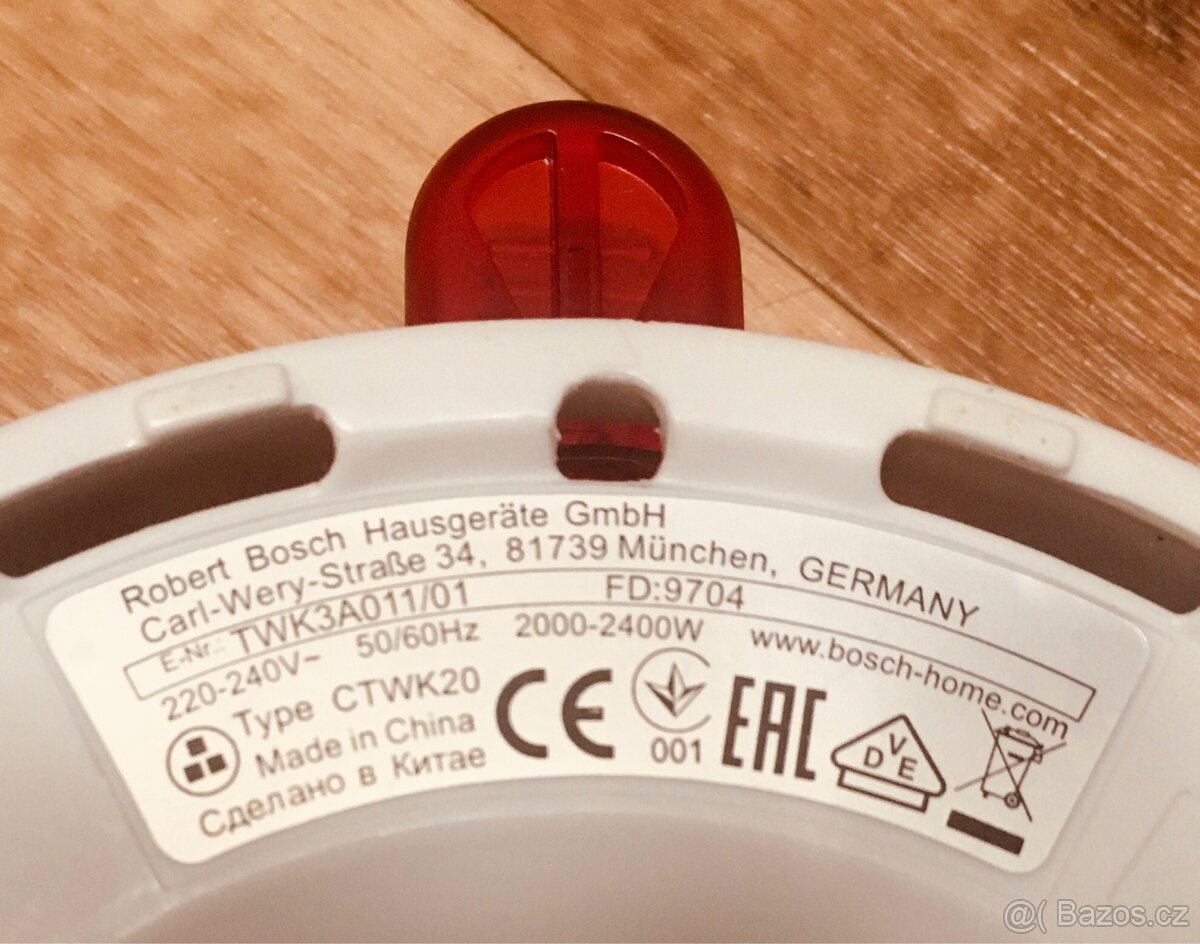 Robert Bosch Hausgeräte GmbH
Carl-Wery-Straße 34, 81739 München, GERMANY
E-Nr.: TWK3A011/01 FD:9704
220-240V~ 50/60Hz 2000-2400W www.bosch-home.com
Type CTWK20
Made in China
Сделано в Китае
CE
001
EAC
DVE
@( Bazos.cz